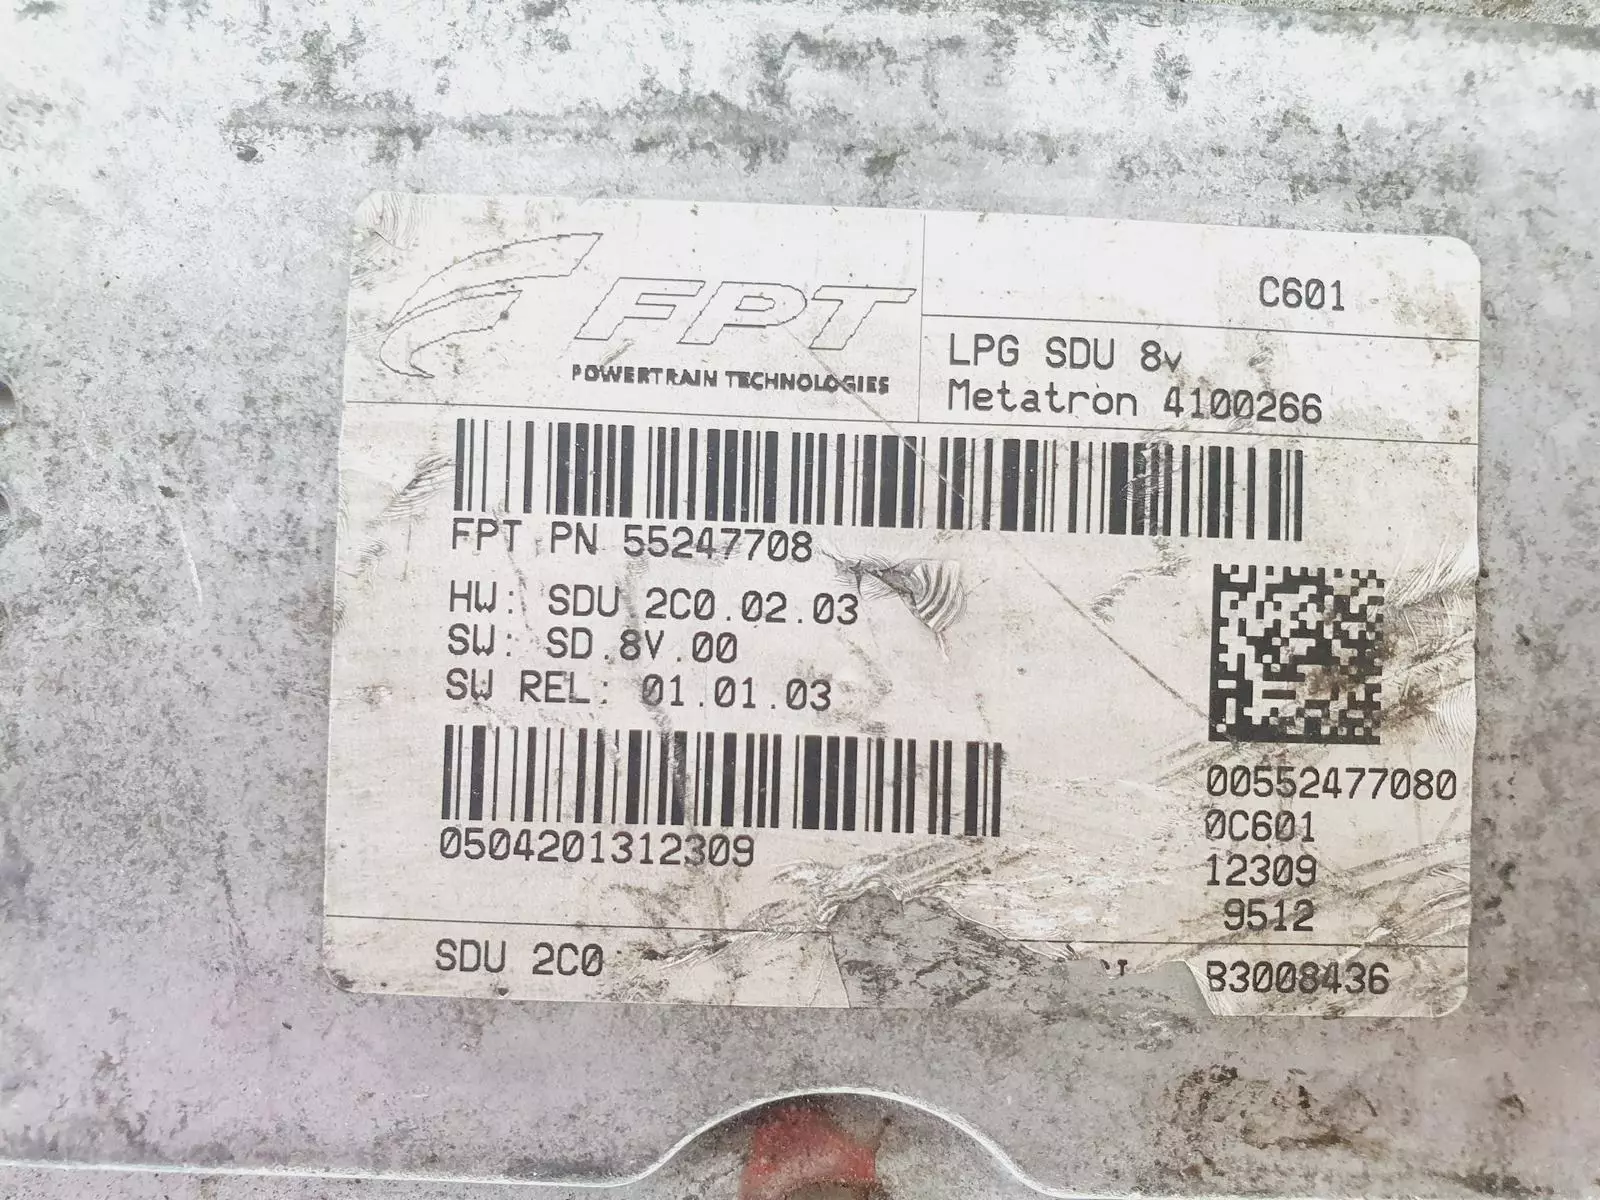 FPT
POWERTRAIN TECHNOLOGIES
C601
LPG SDU 8v
Metatron 4100266
FPT PN 55247708
HW: SDU 2C0.02.03
SW: SD.8V.00
SW REL: 01.01.03
0504201312309
00552477080
0C601
12309
9512
SDU 2C0
B3008436